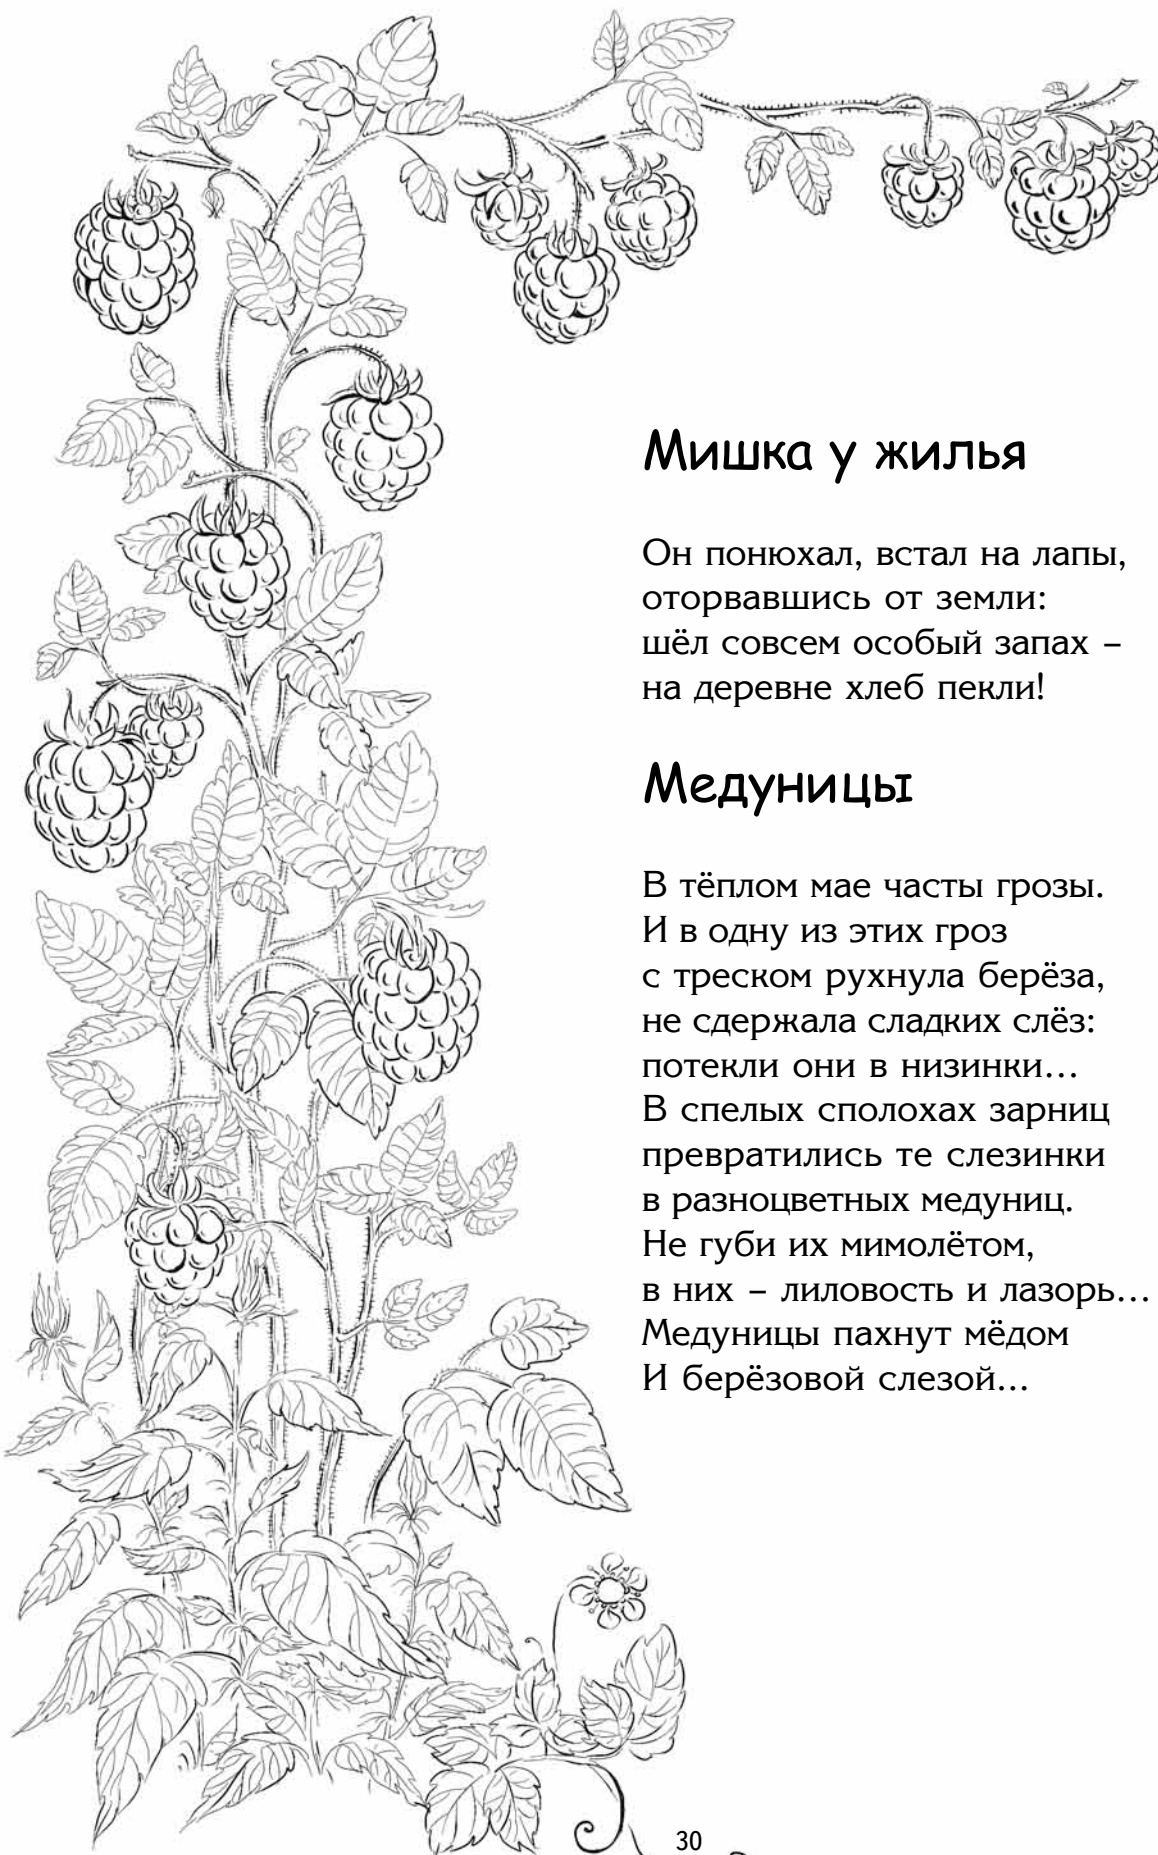 Мишка у жилья
Он понюхал, встал на лапы,
оторвавшись от земли:
шёл совсем особый запах –
на деревне хлеб пекли!
Медуницы
В тёплом мае часты грозы.
И в одну из этих гроз
с треском рухнула берёза,
не сдержала сладких слёз:
потекли они в низинки…
В спелых сполохах зарниц
превратились те слезинки
в разноцветных медуниц.
Не губи их мимолётом,
в них – лиловость и лазорь…
Медуницы пахнут мёдом
И берёзовой слезой…
30